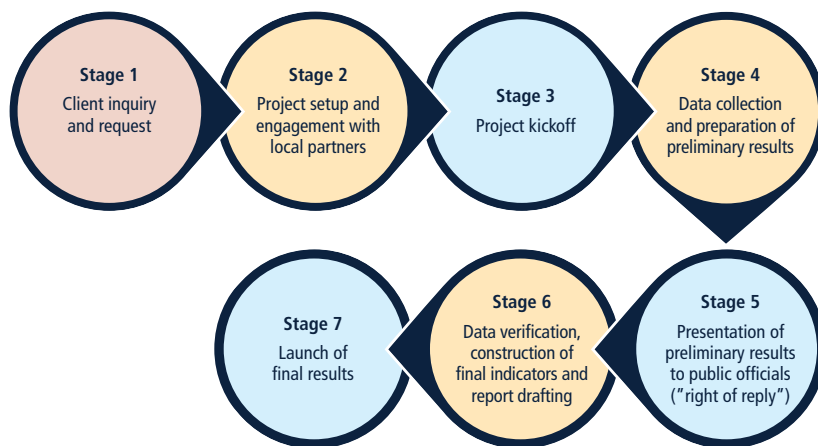 Stage 1
Client inquiry
and request
Stage 2
Project setup and
engagement with
local partners
Stage 3
Project kickoff
Stage 4
Data collection
and preparation of
preliminary results
Stage 5
Presentation of
preliminary results
to public officials
("right of reply")
Stage 6
Data verification,
construction of
final indicators and
report drafting
Stage 7
Launch of
final results